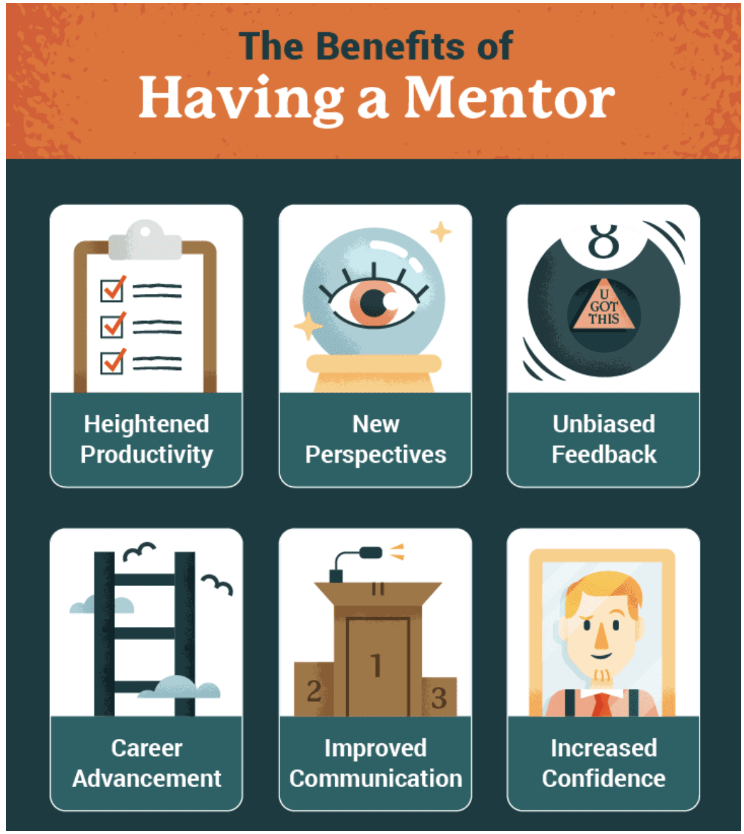 The Benefits of
Having a Mentor
8
U
GOT
THIS
Heightened
Productivity
New
Perspectives
Unbiased
Feedback
1
2
3
Career
Advancement
Improved
Communication
Increased
Confidence